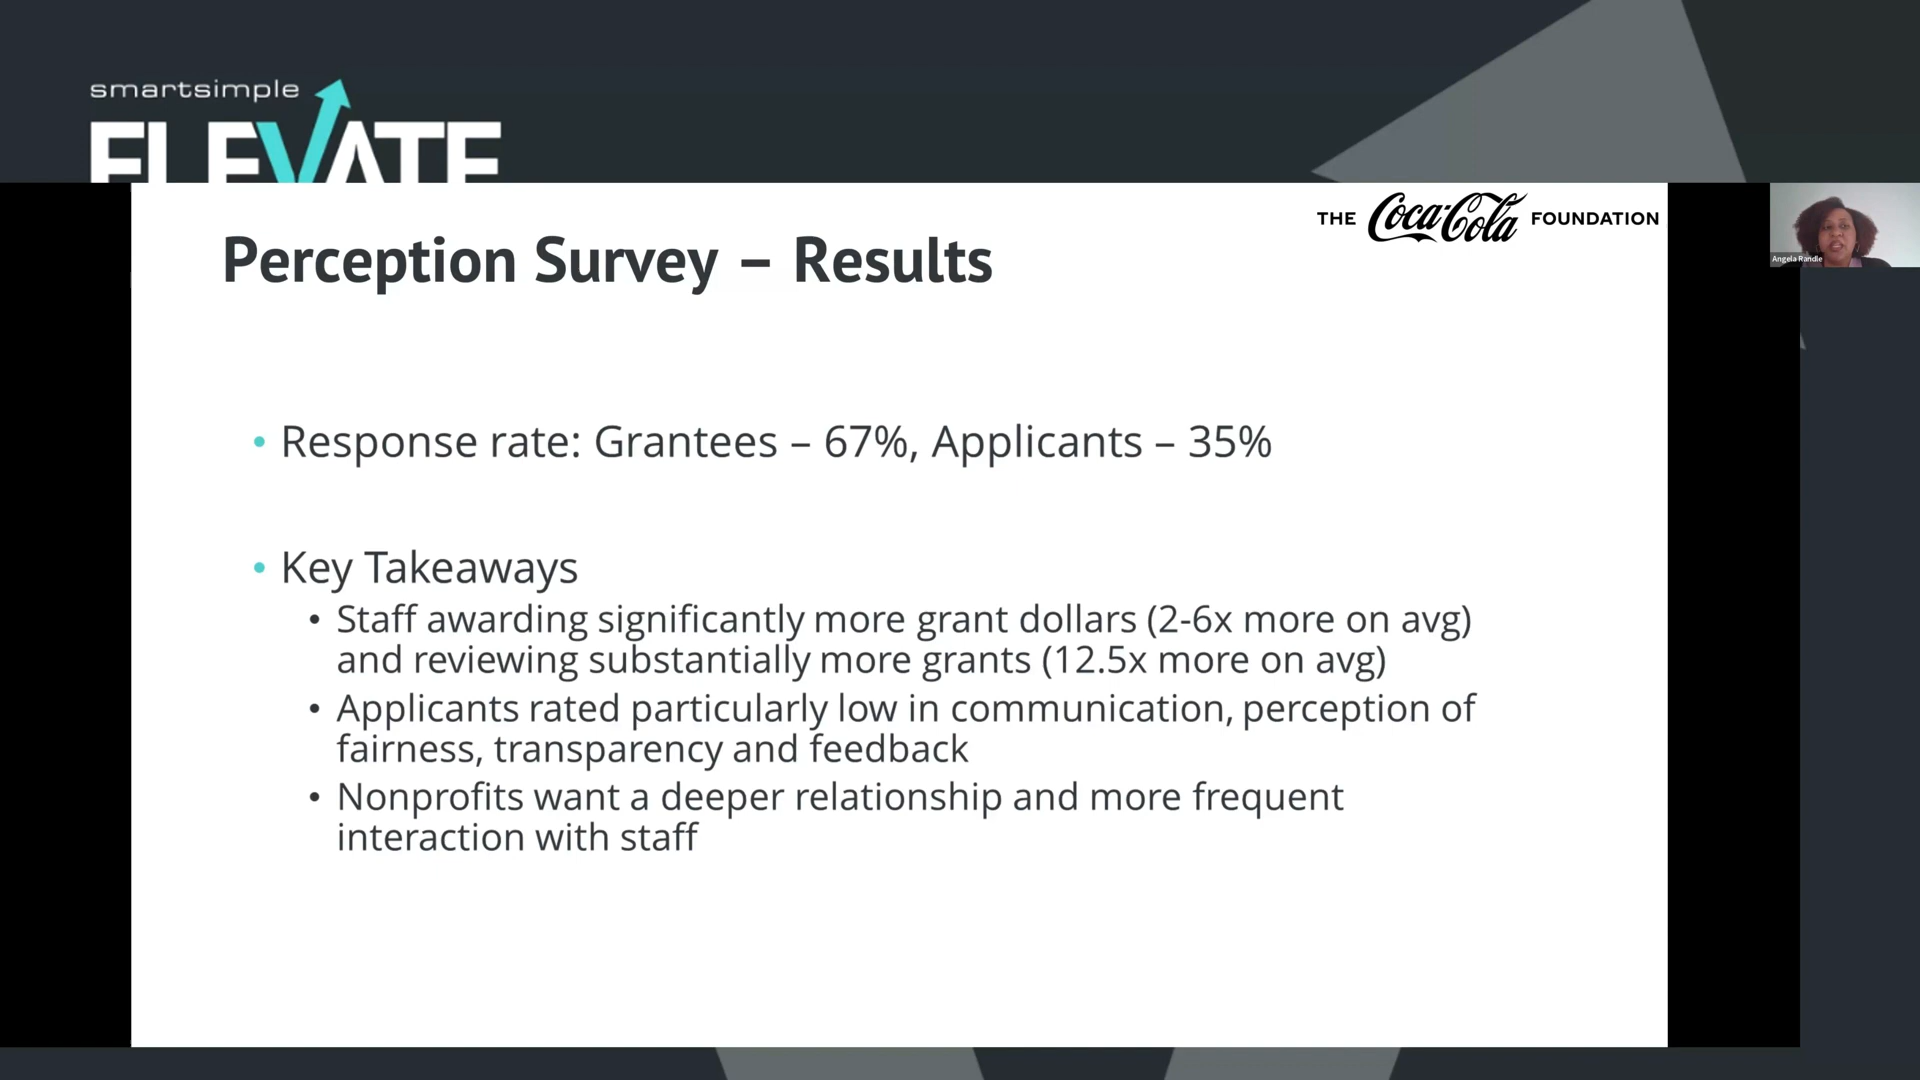 smartsimple
ELEVATE
THE Coca-Cola FOUNDATION
Angela Randle
Perception Survey – Results
• Response rate: Grantees – 67%, Applicants – 35%
• Key Takeaways
• Staff awarding significantly more grant dollars (2-6x more on avg)
and reviewing substantially more grants (12.5x more on avg)
• Applicants rated particularly low in communication, perception of
fairness, transparency and feedback
• Nonprofits want a deeper relationship and more frequent
interaction with staff